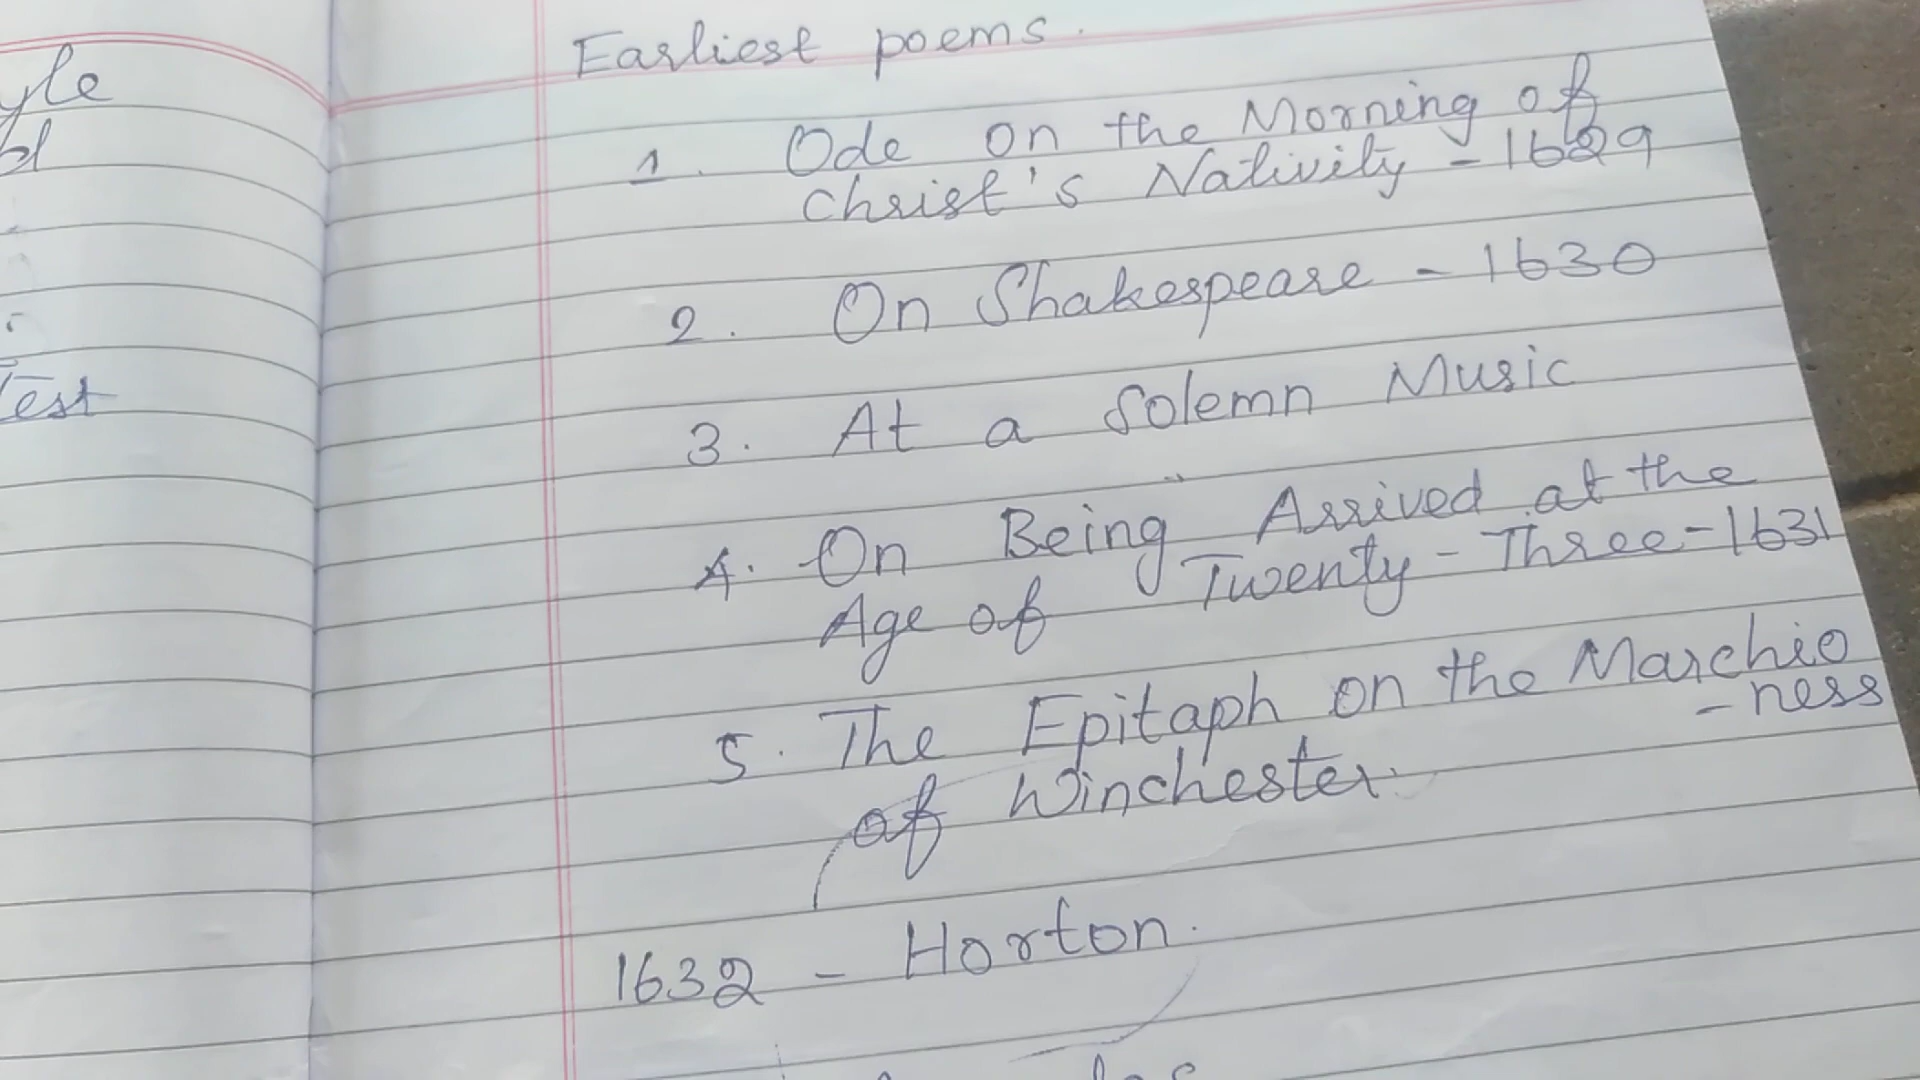 yle
Test
Earliest poems.
1. Ode on the Morning of
Christ's Nativity - 1629
2. On Shakespeare - 1630
3. At a Solemn Music
4. On Being Arrived at the
Age of Twenty-Three-1631
5. The Epitaph on the Marchio
-ness
of Winchester.
1632 - Horton.